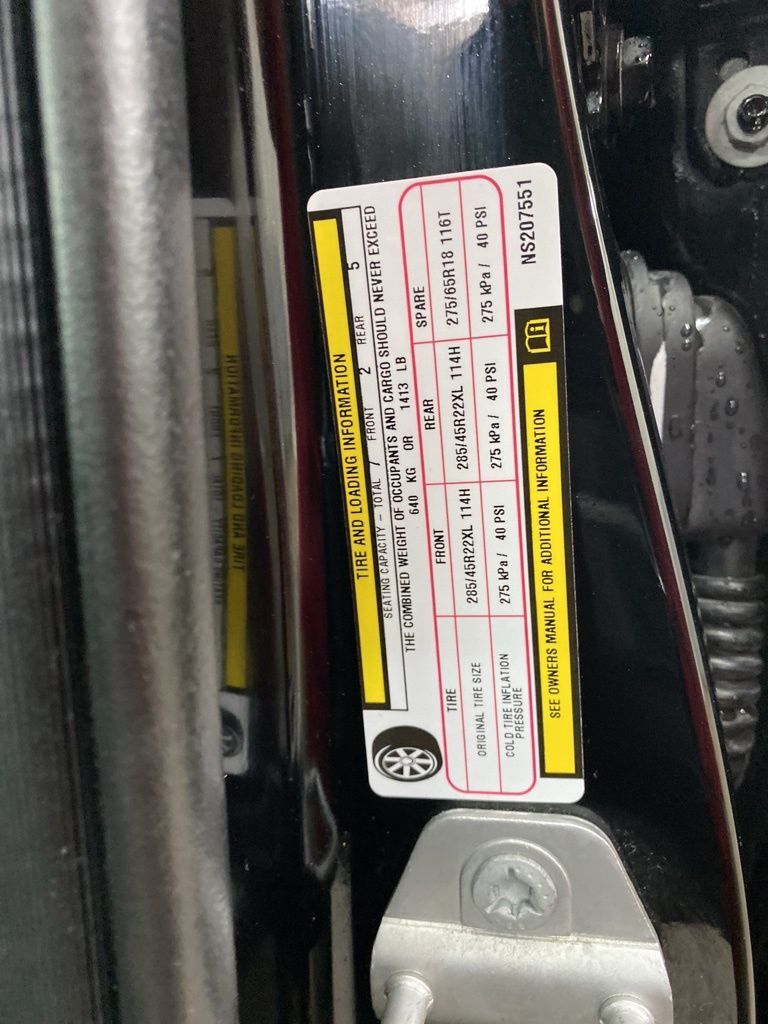 TIRE AND LOADING INFORMATION
SEATING CAPACITY - TOTAL 7 FRONT 2 REAR 5
THE COMBINED WEIGHT OF OCCUPANTS AND CARGO SHOULD NEVER EXCEED
640 KG OR 1413 LB
TIRE FRONT REAR SPARE
ORIGINAL TIRE SIZE 285/45R22XL 114H 285/45R22XL 114H 275/65R18 116T
COLD TIRE INFLATION PRESSURE 275 kPa / 40 PSI 275 kPa / 40 PSI 275 kPa / 40 PSI
SEE OWNERS MANUAL FOR ADDITIONAL INFORMATION
NS207551